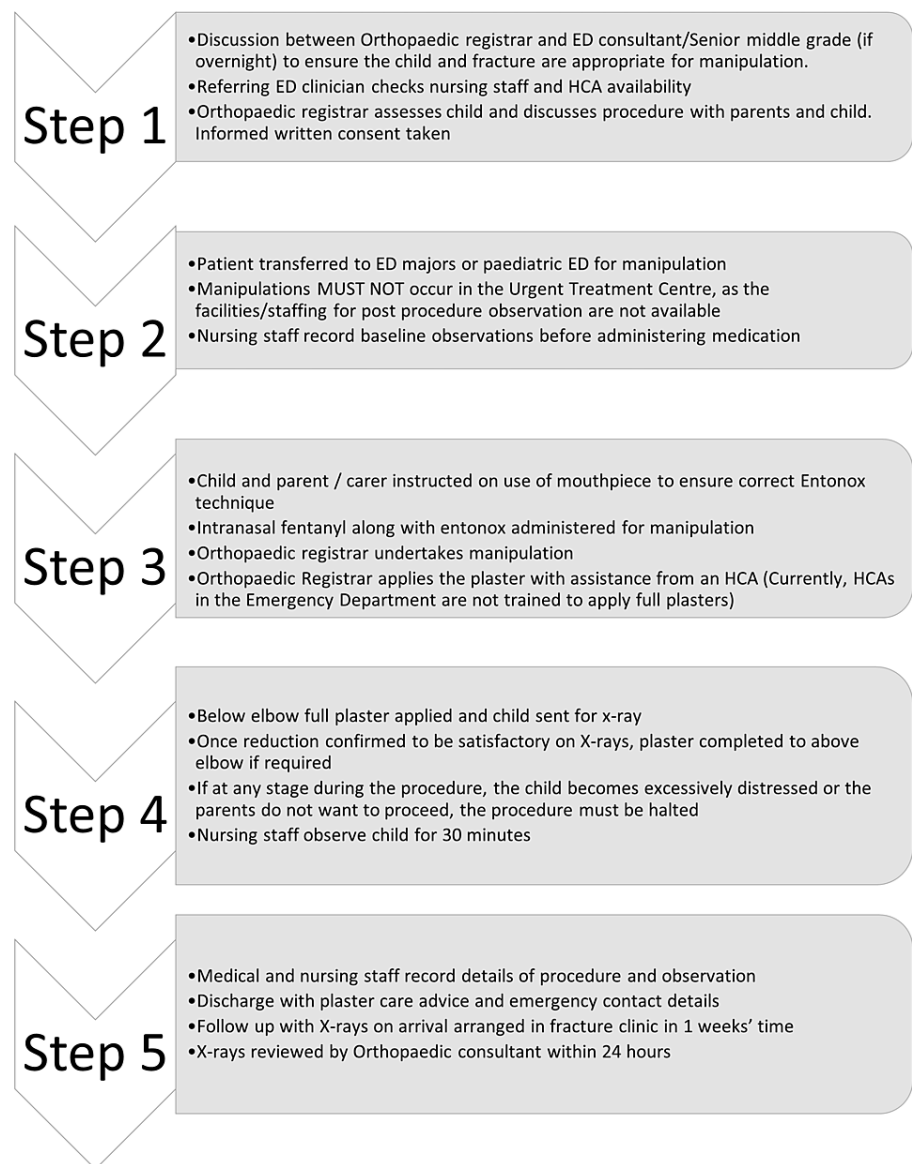 Step 1
•Discussion between Orthopaedic registrar and ED consultant/Senior middle grade (if
overnight) to ensure the child and fracture are appropriate for manipulation.
•Referring ED clinician checks nursing staff and HCA availability
•Orthopaedic registrar assesses child and discusses procedure with parents and child.
Informed written consent taken
Step 2
•Patient transferred to ED majors or paediatric ED for manipulation
•Manipulations MUST NOT occur in the Urgent Treatment Centre, as the
facilities/staffing for post procedure observation are not available
•Nursing staff record baseline observations before administering medication
Step 3
•Child and parent / carer instructed on use of mouthpiece to ensure correct Entonox
technique
•Intranasal fentanyl along with entonox administered for manipulation
•Orthopaedic registrar undertakes manipulation
•Orthopaedic Registrar applies the plaster with assistance from an HCA (Currently, HCAs
in the Emergency Department are not trained to apply full plasters)
Step 4
•Below elbow full plaster applied and child sent for x-ray
•Once reduction confirmed to be satisfactory on X-rays, plaster completed to above
elbow if required
•If at any stage during the procedure, the child becomes excessively distressed or the
parents do not want to proceed, the procedure must be halted
•Nursing staff observe child for 30 minutes
Step 5
•Medical and nursing staff record details of procedure and observation
•Discharge with plaster care advice and emergency contact details
•Follow up with X-rays on arrival arranged in fracture clinic in 1 weeks’ time
•X-rays reviewed by Orthopaedic consultant within 24 hours